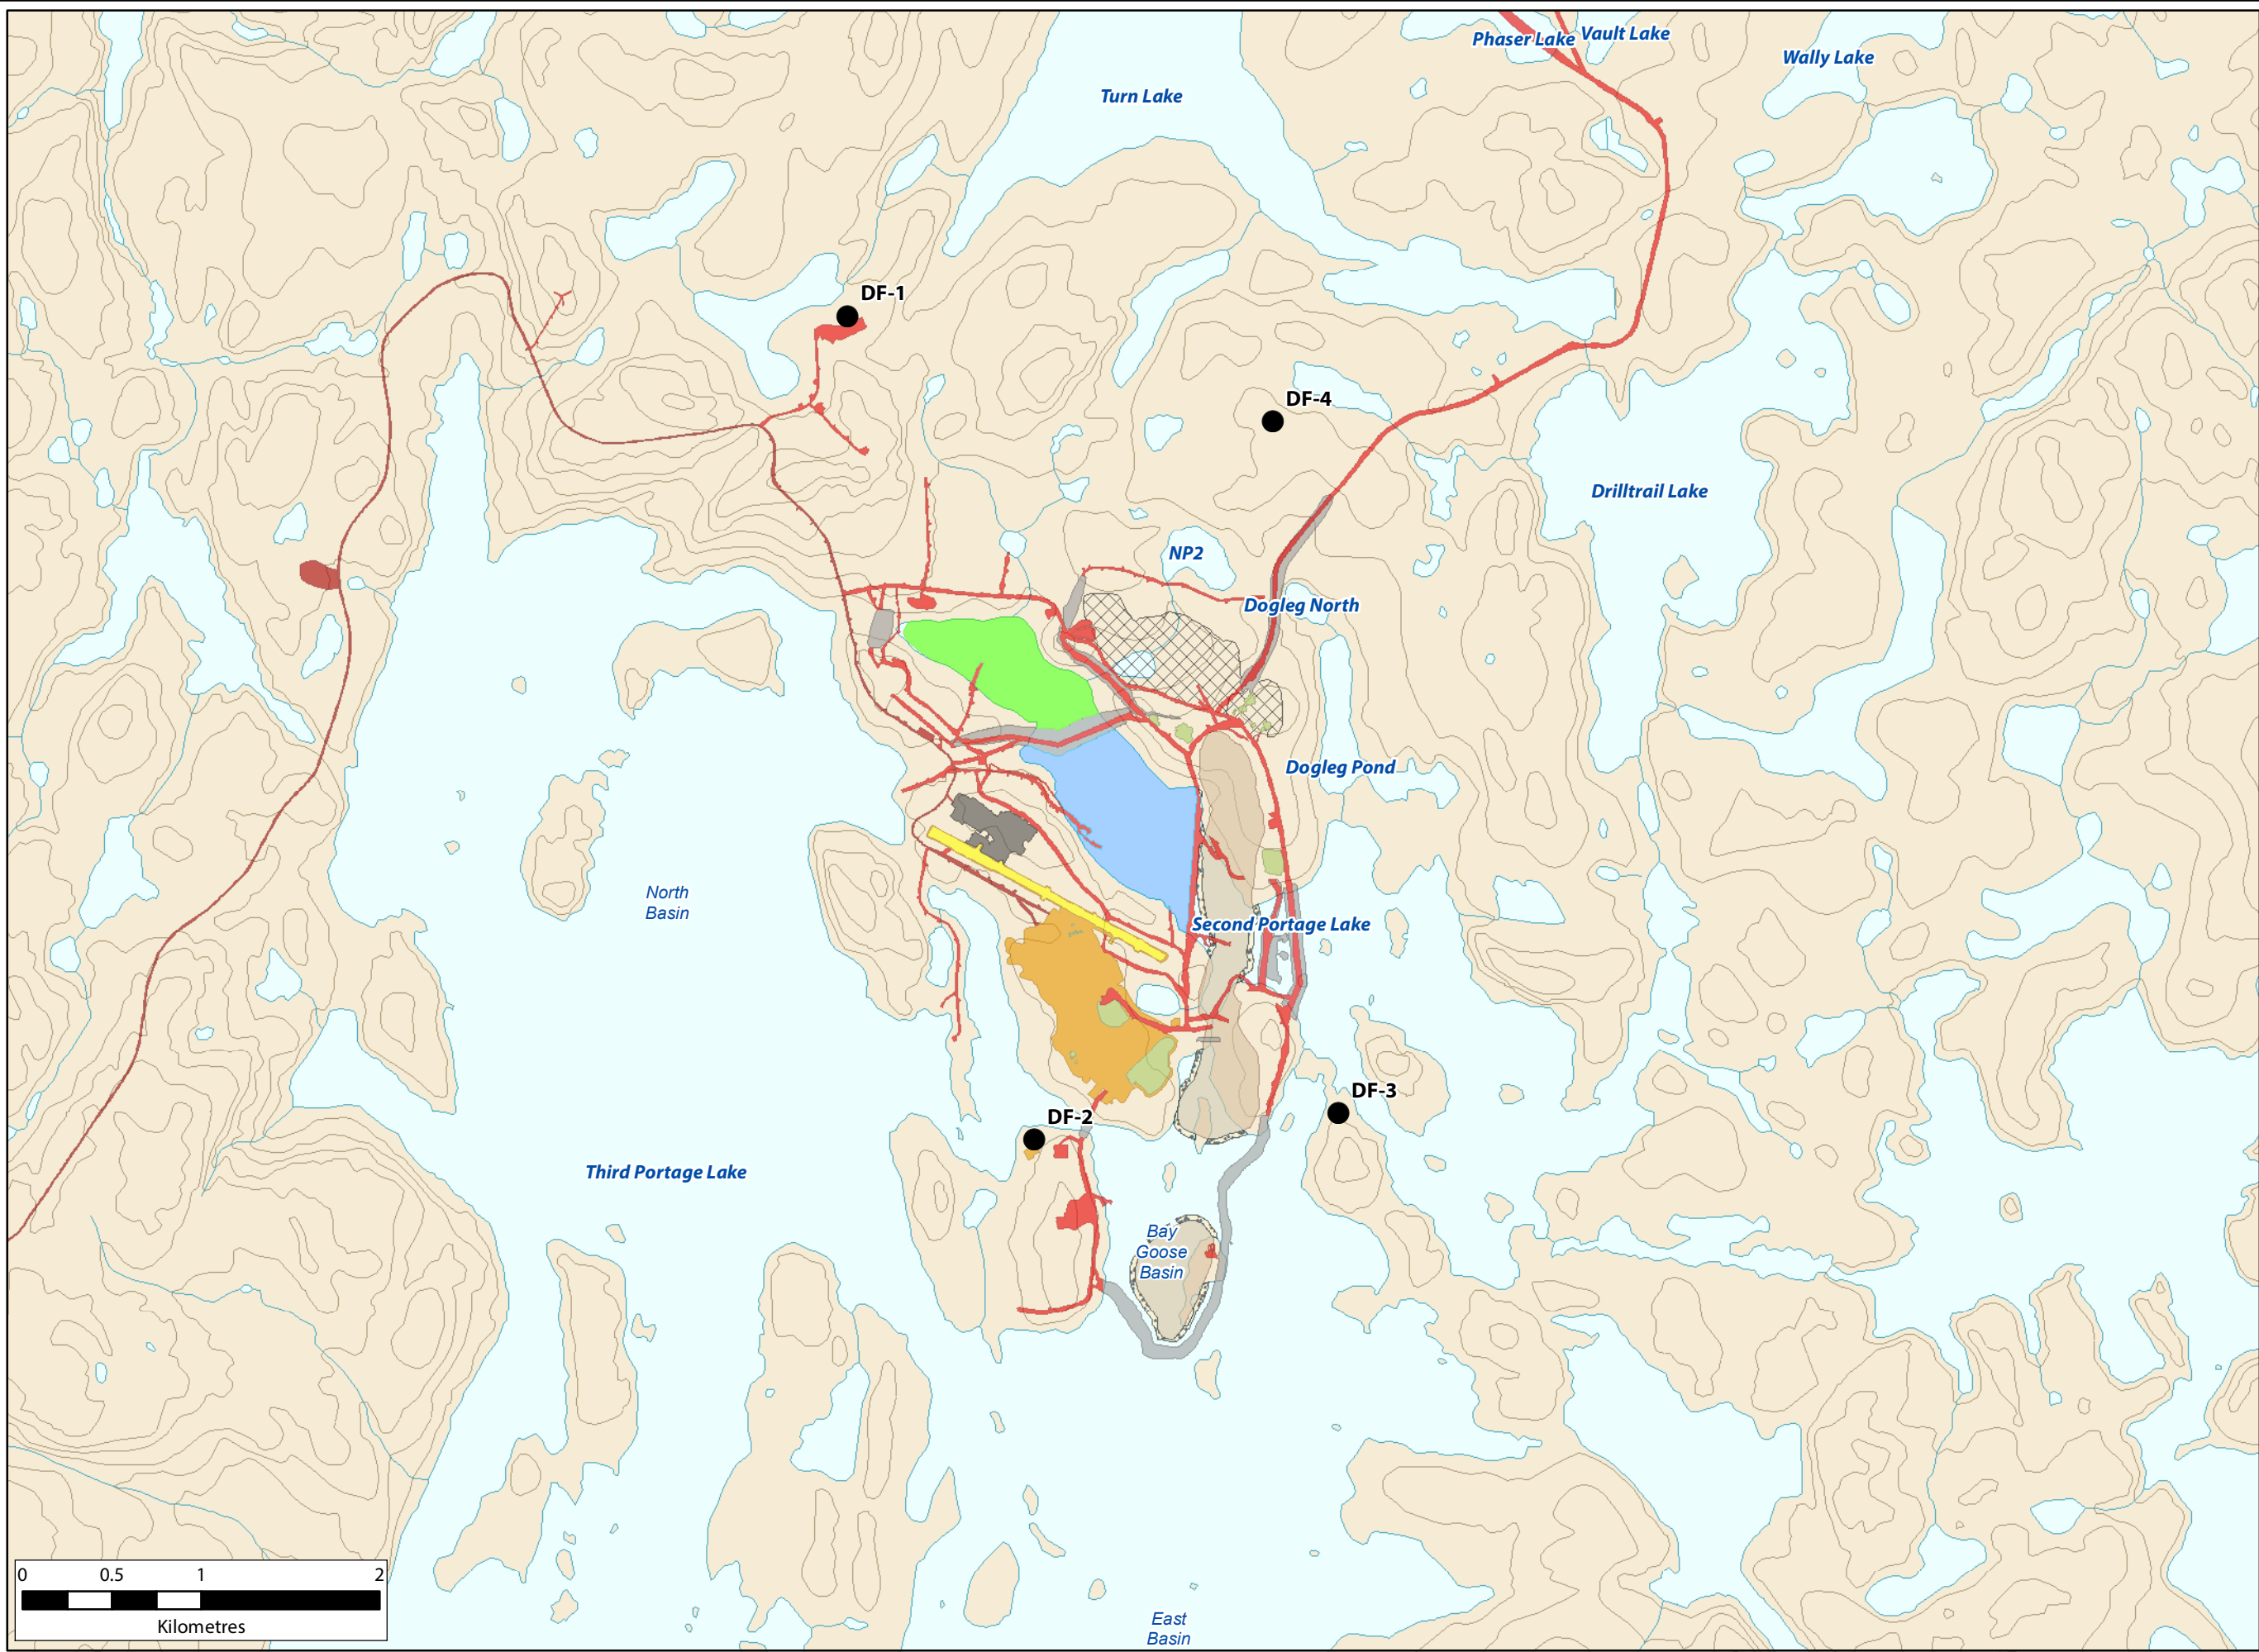 Phaser Lake
Vault Lake
Wally Lake
Turn Lake
DF-1
DF-4
Drilltrail Lake
NP2
Dogleg North
Dogleg Pond
North
Basin
Second Portage Lake
DF-3
DF-2
Third Portage Lake
Bay
Goose
Basin
0 0.5 1 2
Kilometres
East
Basin